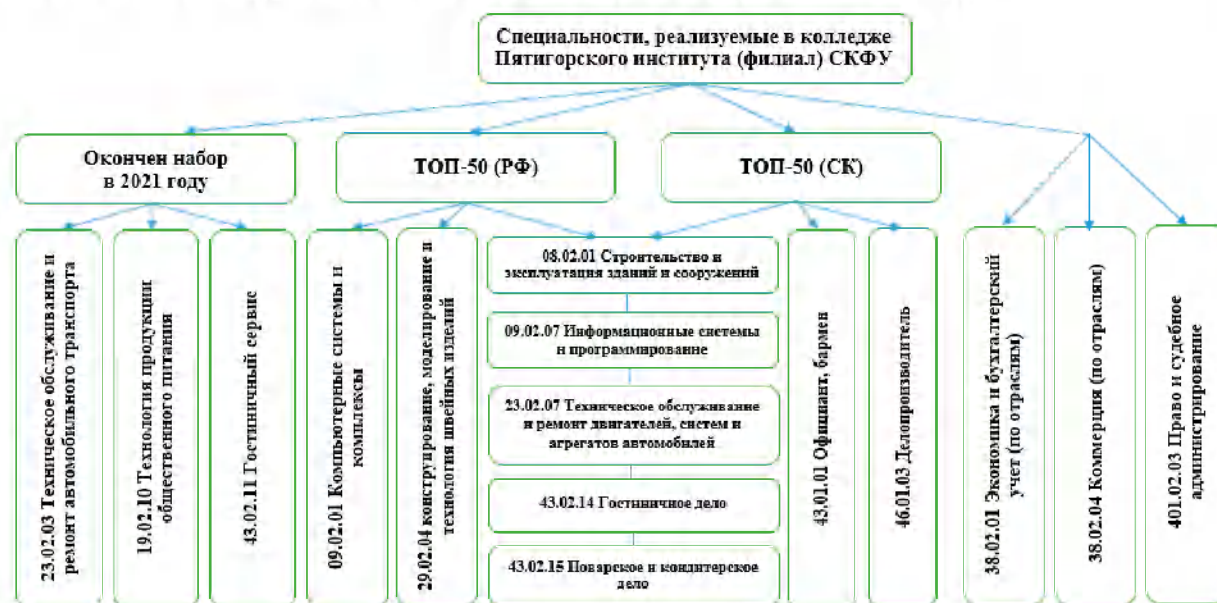 Специальности, реализуемые в колледже
Пятигорского института (филиал) СКФУ
Окончен набор
в 2021 году
ТОП-50 (РФ)
ТОП-50 (СК)
23.02.03 Техническое обслуживание и
ремонт автомобильного транспорта
19.02.10 Технология продукции
общественного питания
43.02.11 Гостиничный сервис
09.02.01 Компьютерные системы и
комплексы
29.02.04 конструирование, моделирование и
технология швейных изделий
08.02.01 Строительство и
эксплуатация зданий и сооружений
09.02.07 Информационные системы
и программирование
23.02.07 Техническое обслуживание
и ремонт двигателей, систем и
агрегатов автомобилей
43.02.14 Гостиничное дело
43.02.15 Поварское и кондитерское
дело
43.01.01 Официант, бармен
46.01.03 Делопроизводитель
38.02.01 Экономика и бухгалтерский
учет (по отраслям)
38.02.04 Коммерция (по отраслям)
401.02.03 Право и судебное
администрирование